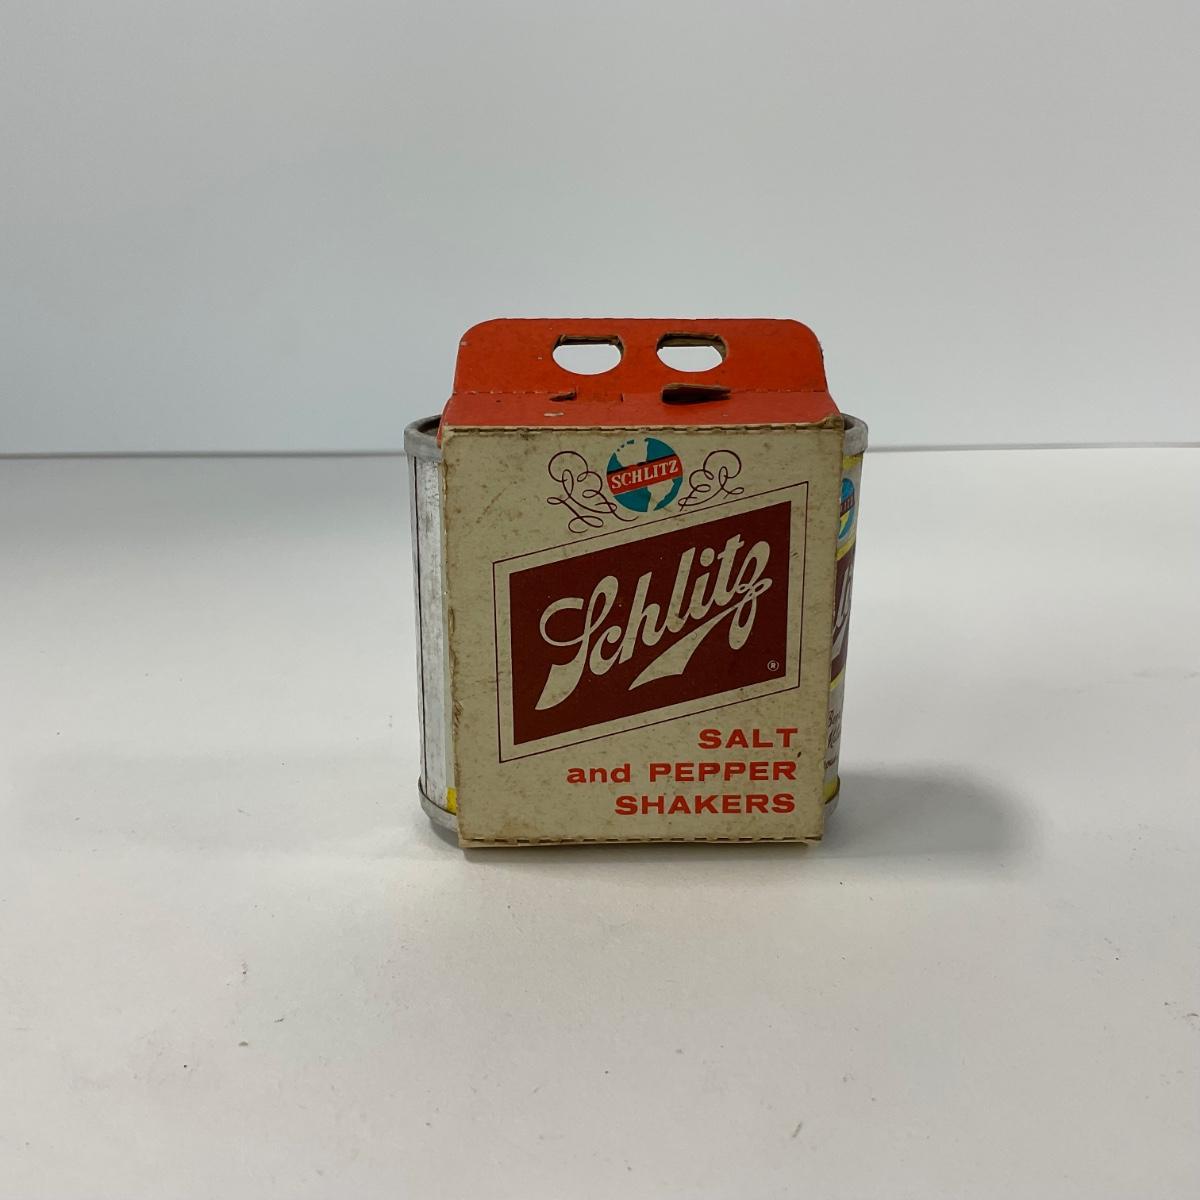 SCHLITZ
Schlitz
®
SALT
and PEPPER
SHAKERS